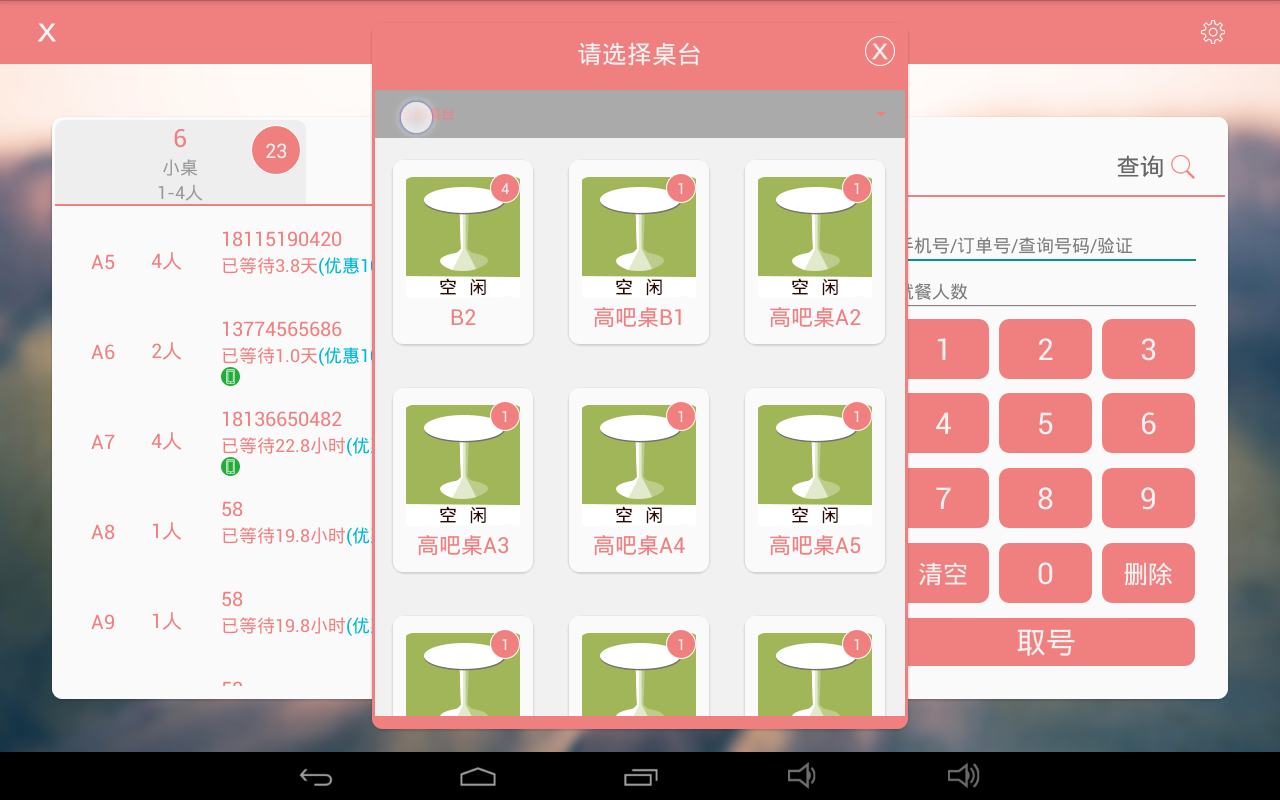 X
请选择桌台
X
6
小桌
1-4人
23
A5
4人
18115190420
已等待3.8天(优惠1
A6
2人
13774565686
已等待1.0天(优惠1
A7
4人
18136650482
已等待22.8小时(优
A8
1人
58
已等待19.8小时(优
A9
1人
58
已等待19.8小时(优
4
空 闲
B2
1
空 闲
高吧桌B1
1
空 闲
高吧桌A2
1
空 闲
高吧桌A3
1
空 闲
高吧桌A4
1
空 闲
高吧桌A5
1
1
1
查询
手机号/订单号/查询号码/验证
就餐人数
1
2
3
4
5
6
7
8
9
清空
0
删除
取号